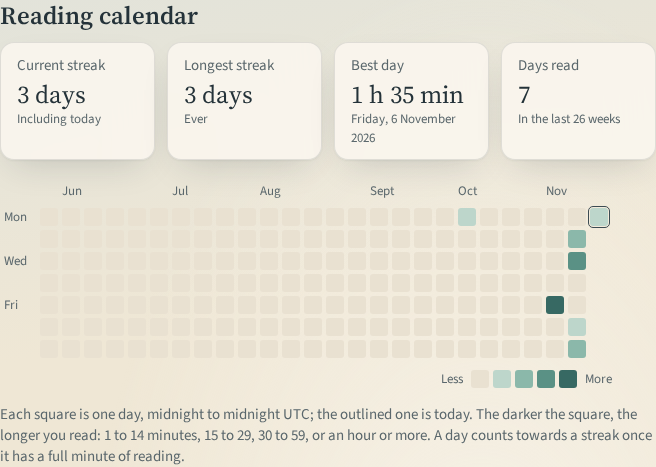 Reading calendar
Current streak
3 days
Including today
Longest streak
3 days
Ever
Best day
1 h 35 min
Friday, 6 November
2026
Days read
7
In the last 26 weeks
Jun Jul Aug Sept Oct Nov
Mon
Wed
Fri
Less More
Each square is one day, midnight to midnight UTC; the outlined one is today. The darker the square, the
longer you read: 1 to 14 minutes, 15 to 29, 30 to 59, or an hour or more. A day counts towards a streak once
it has a full minute of reading.